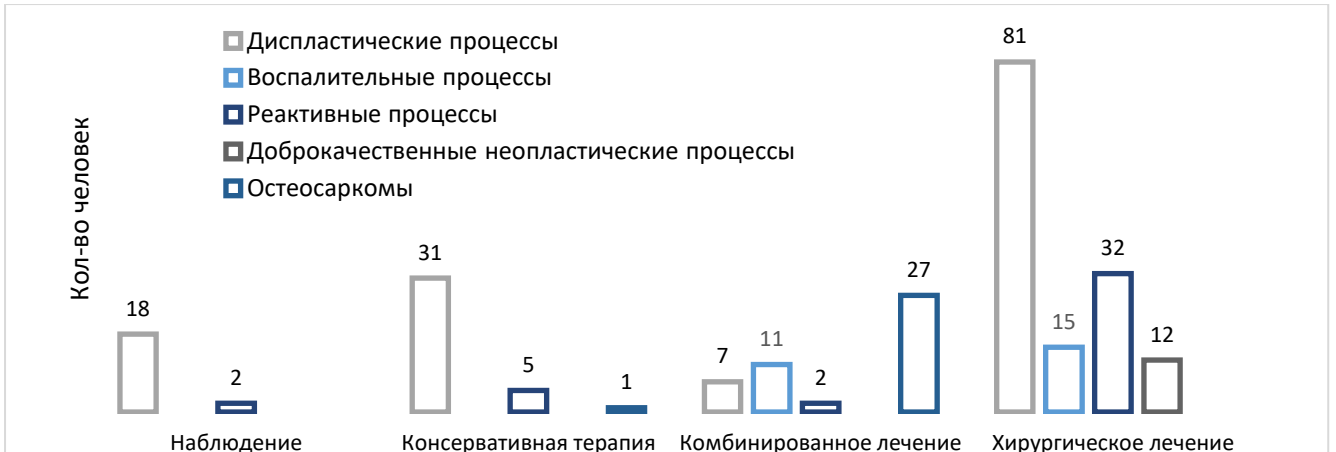 Диспластические процессы
Воспалительные процессы
Реактивные процессы
Доброкачественные неопластические процессы
Остеосаркомы
Кол-во человек
18
2
31
5
1
7
11
2
27
81
15
32
12
Наблюдение
Консервативная терапия
Комбинированное лечение
Хирургическое лечение